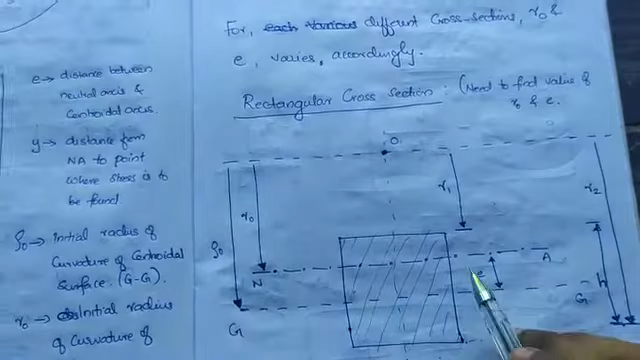 For, each various different Cross-sections, r₀ &
e, varies, accordingly.
Rectangular Cross Section: (Need to find value of
r₀ & e.
e → distance between
neutral axis &
Centroidal axis.
y → distance from
NA to point
where stress is to
be found.
ρ₀ → Initial radius of
Curvature of Centroidal
Surface. (G-G)
r₀ → Initial radius
of Curvature of
O
r₀
ρ₀
r₁
r₂
N
A
e
h
G
G